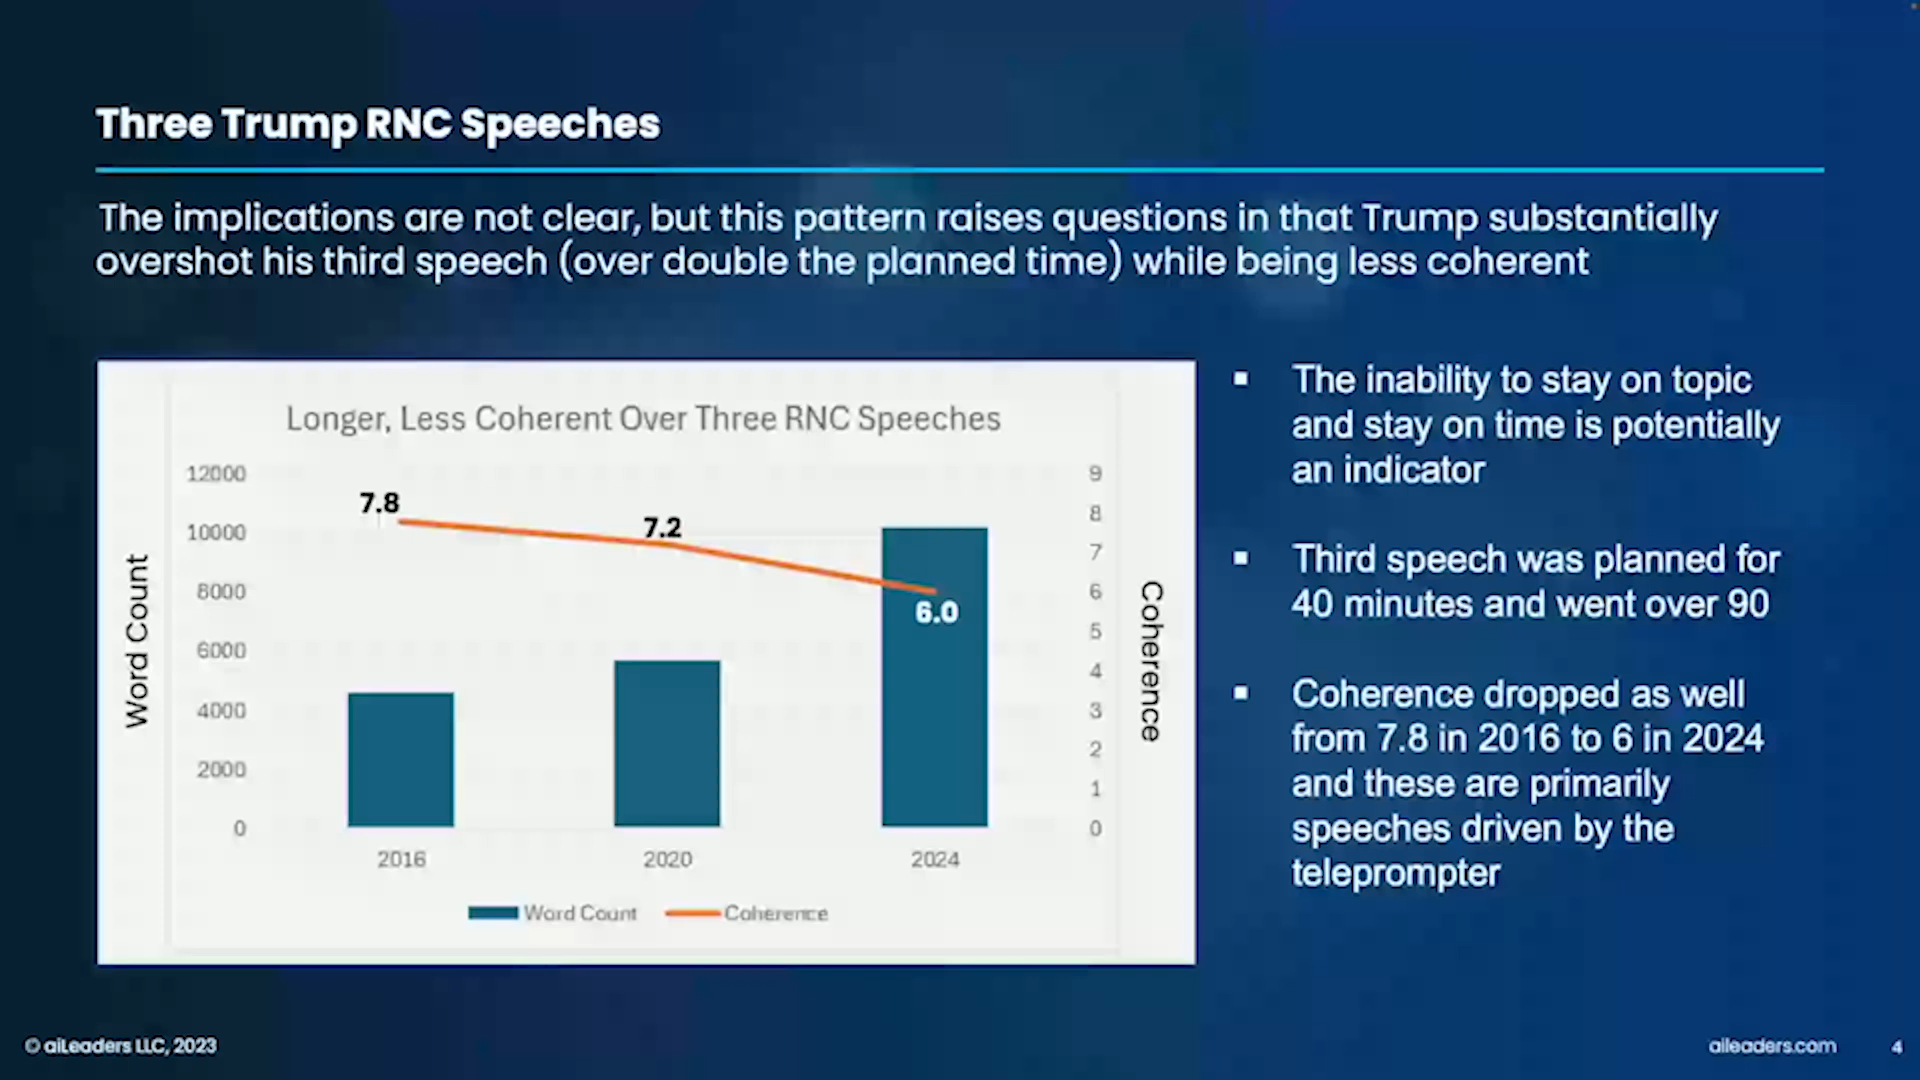 Three Trump RNC Speeches
The implications are not clear, but this pattern raises questions in that Trump substantially
overshot his third speech (over double the planned time) while being less coherent
Longer, Less Coherent Over Three RNC Speeches
Word Count
12000
10000
8000
6000
4000
2000
0
7.8
7.2
6.0
9
8
7
6
5
4
3
2
1
0
Coherence
2016 2020 2024
Word Count Coherence
▪ The inability to stay on topic
and stay on time is potentially
an indicator
▪ Third speech was planned for
40 minutes and went over 90
▪ Coherence dropped as well
from 7.8 in 2016 to 6 in 2024
and these are primarily
speeches driven by the
teleprompter
© aiLeaders LLC, 2023
aileaders.com 4